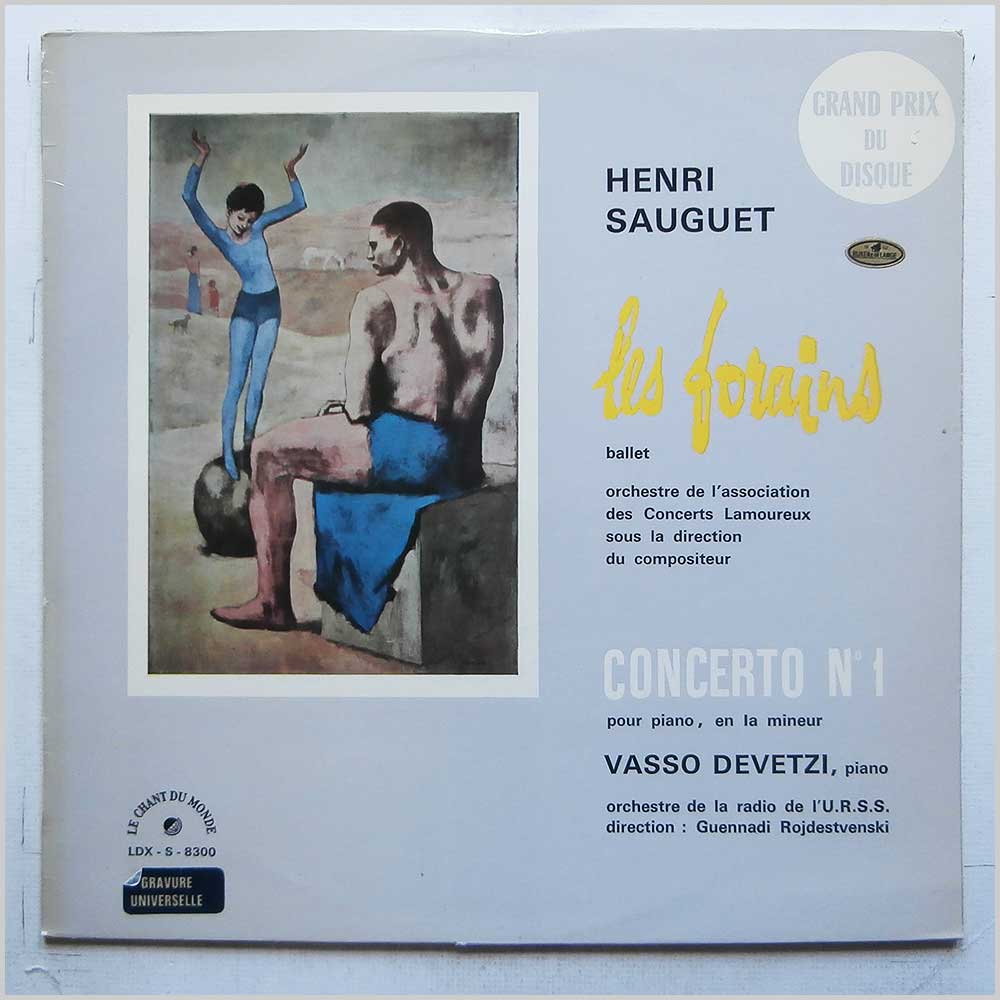 GRAND PRIX
DU
DISQUE
HENRI
SAUGUET
les forains
ballet
orchestre de l'association
des Concerts Lamoureux
sous la direction
du compositeur
CONCERTO N° 1
pour piano, en la mineur
VASSO DEVETZI, piano
orchestre de la radio de l'U.R.S.S.
direction : Guennadi Rojdestvenski
LE CHANT DU MONDE
LDX - S - 8300
GRAVURE
UNIVERSELLE